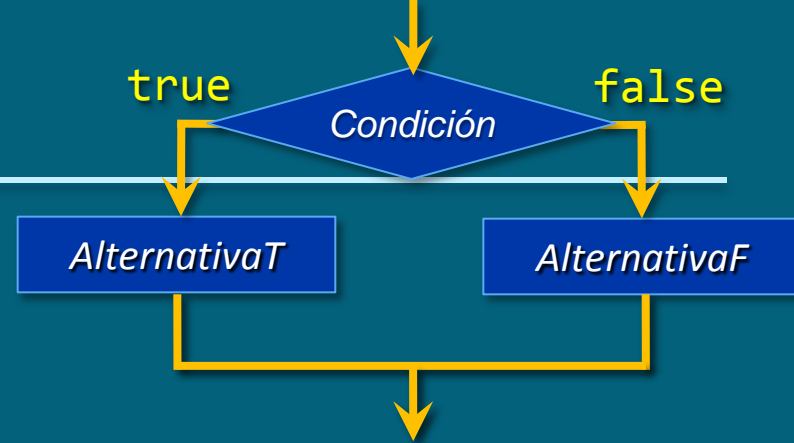 true
false
Condición
AlternativaT
AlternativaF